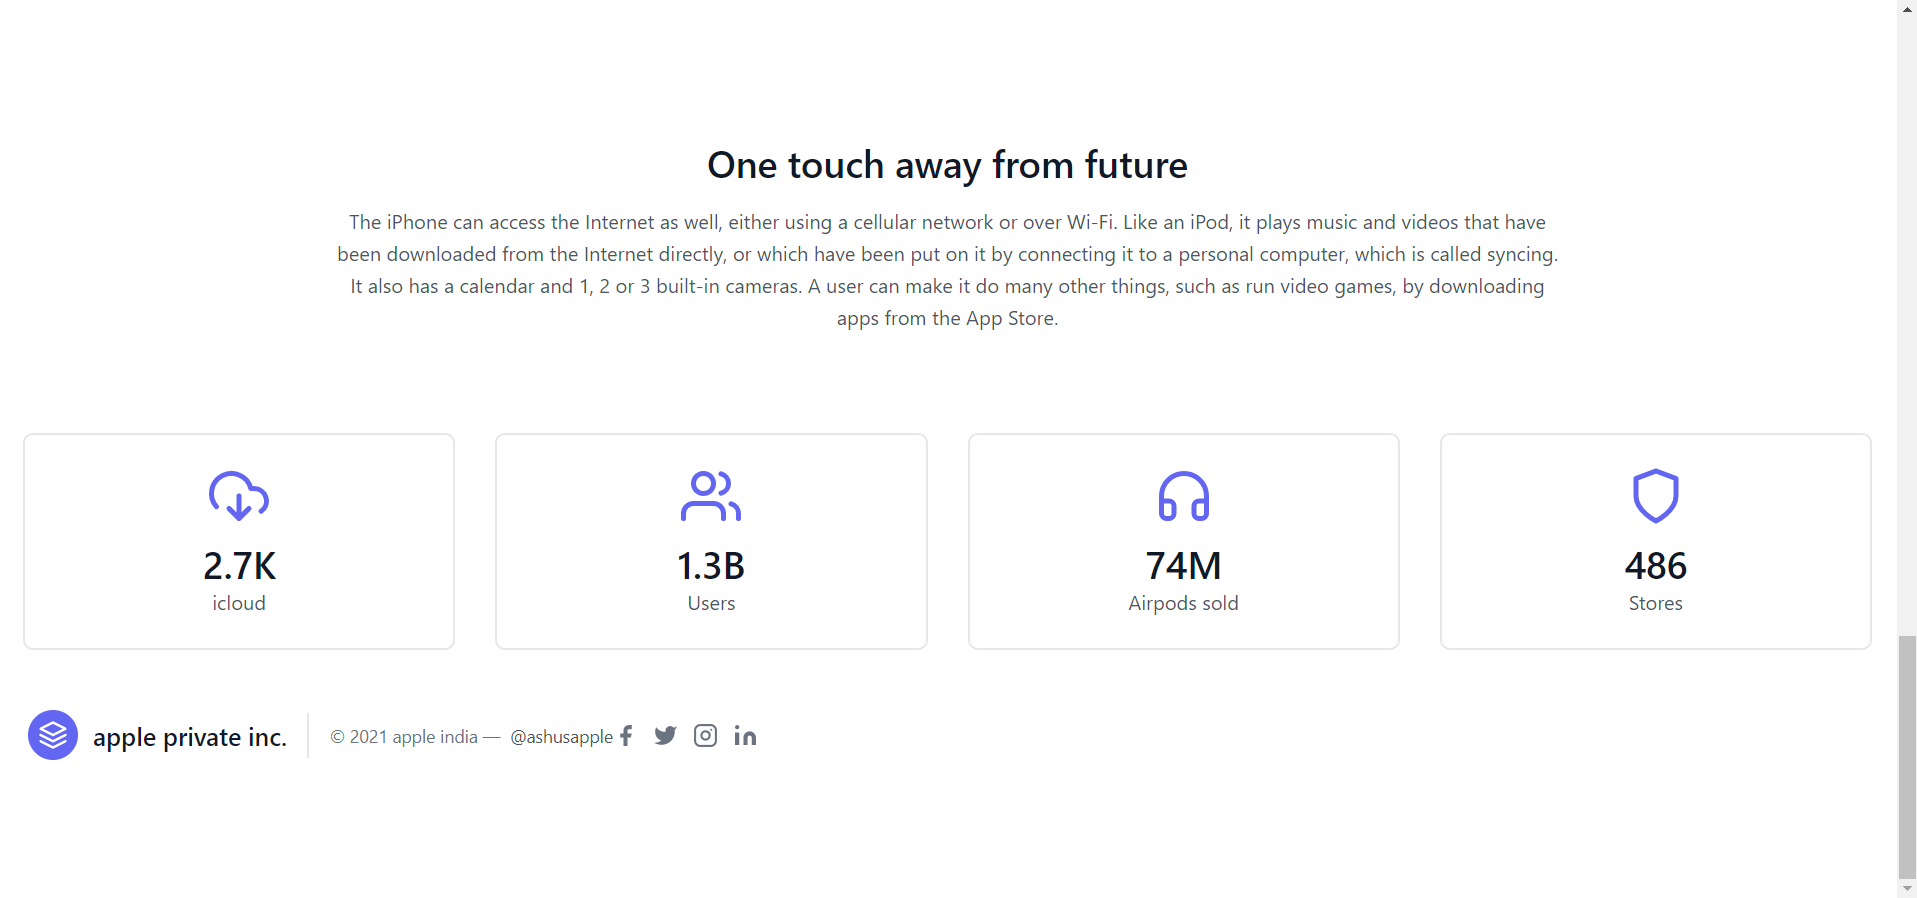 One touch away from future
The iPhone can access the Internet as well, either using a cellular network or over Wi-Fi. Like an iPod, it plays music and videos that have
been downloaded from the Internet directly, or which have been put on it by connecting it to a personal computer, which is called syncing.
It also has a calendar and 1, 2 or 3 built-in cameras. A user can make it do many other things, such as run video games, by downloading
apps from the App Store.
2.7K
icloud
1.3B
Users
74M
Airpods sold
486
Stores
apple private inc.
© 2021 apple india — @ashusapple